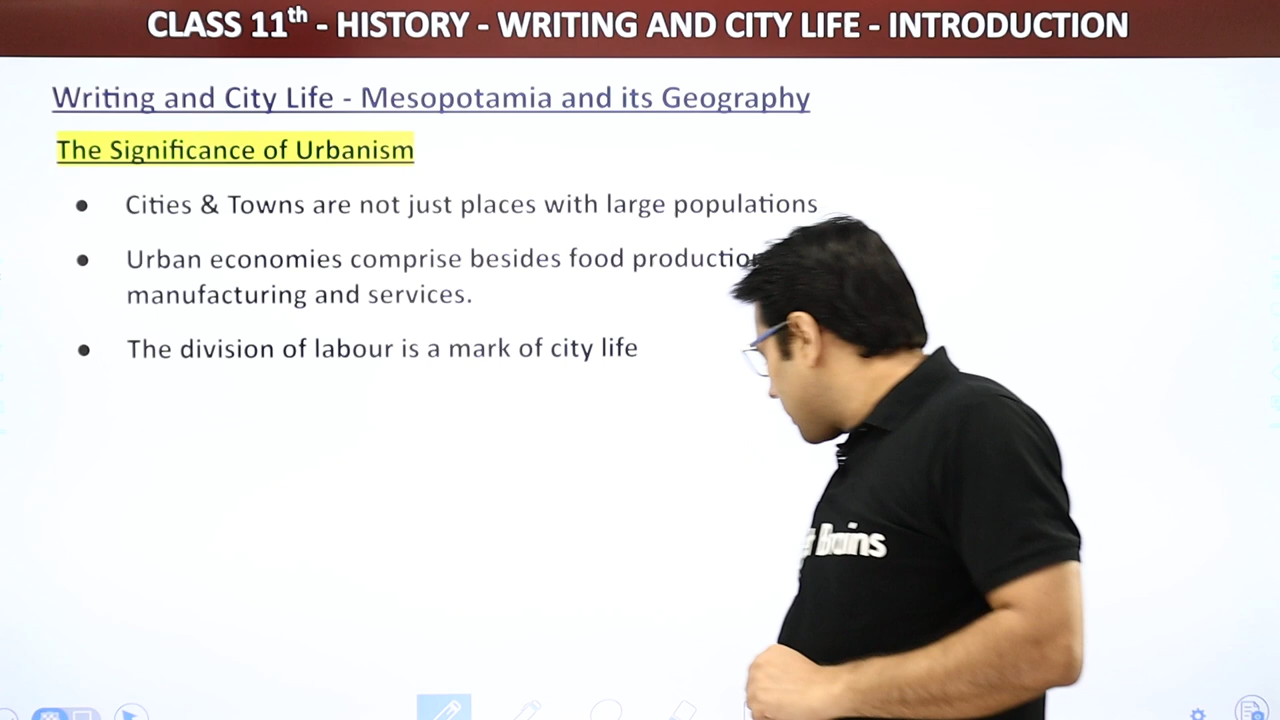 CLASS 11th - HISTORY - WRITING AND CITY LIFE - INTRODUCTION
Writing and City Life - Mesopotamia and its Geography
The Significance of Urbanism
● Cities & Towns are not just places with large populations
● Urban economies comprise besides food
manufacturing and services.
● The division of labour is a mark of city life
Brains